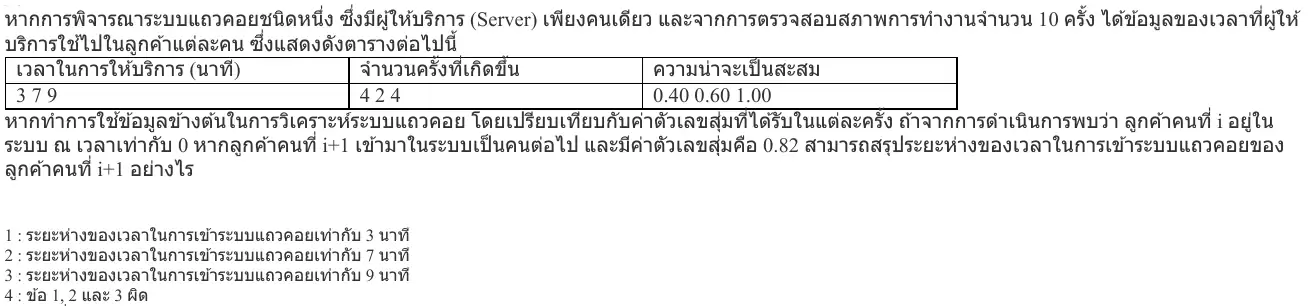 หากการพิจารณาระบบแถวคอยชนิดหนึ่ง ซึ่งมีผู้ให้บริการ (Server) เพียงคนเดียว และจากการตรวจสอบสภาพการทำงานจำนวน 10 ครั้ง ได้ข้อมูลของเวลาที่ผู้ให้
บริการใช้ไปในลูกค้าแต่ละคน ซึ่งแสดงดังตารางต่อไปนี้
เวลาในการให้บริการ (นาที) จำนวนครั้งที่เกิดขึ้น ความน่าจะเป็นสะสม
3 7 9 4 2 4 0.40 0.60 1.00
หากทำการใช้ข้อมูลข้างต้นในการวิเคราะห์ระบบแถวคอย โดยเปรียบเทียบกับค่าตัวเลขสุ่มที่ได้รับในแต่ละครั้ง ถ้าจากการดำเนินการพบว่า ลูกค้าคนที่ i อยู่ใน
ระบบ ณ เวลาเท่ากับ 0 หากลูกค้าคนที่ i+1 เข้ามาในระบบเป็นคนต่อไป และมีค่าตัวเลขสุ่มคือ 0.82 สามารถสรุประยะห่างของเวลาในการเข้าระบบแถวคอยของ
ลูกค้าคนที่ i+1 อย่างไร
1 : ระยะห่างของเวลาในการเข้าระบบแถวคอยเท่ากับ 3 นาที
2 : ระยะห่างของเวลาในการเข้าระบบแถวคอยเท่ากับ 7 นาที
3 : ระยะห่างของเวลาในการเข้าระบบแถวคอยเท่ากับ 9 นาที
4 : ข้อ 1, 2 และ 3 ผิด